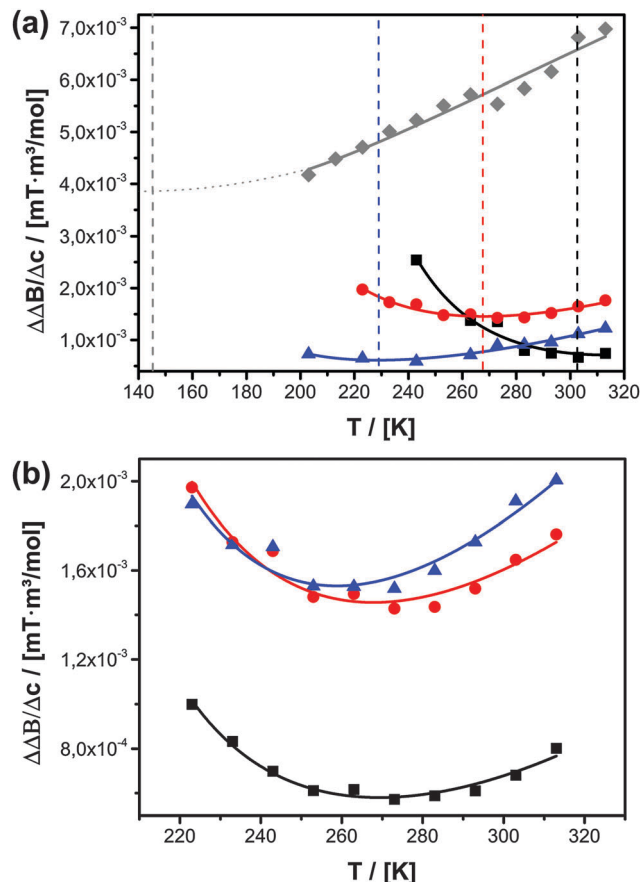 (a)
7,0x10⁻³
6,0x10⁻³
5,0x10⁻³
4,0x10⁻³
3,0x10⁻³
2,0x10⁻³
1,0x10⁻³
ΔΔB/Δc / [mT·m³/mol]
140 160 180 200 220 240 260 280 300 320
T / [K]
(b)
2,0x10⁻³
1,6x10⁻³
1,2x10⁻³
8,0x10⁻⁴
ΔΔB/Δc / [mT·m³/mol]
220 240 260 280 300 320
T / [K]